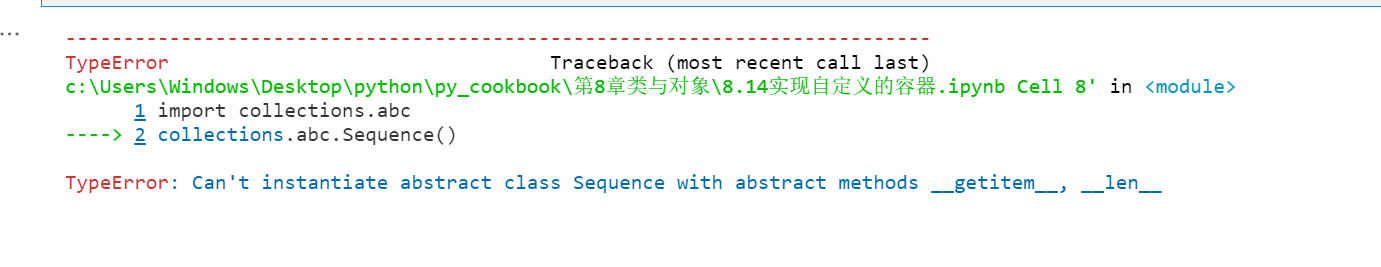 ...
---------------------------------------------------------------------------
TypeError                                 Traceback (most recent call last)
c:\Users\Windows\Desktop\python\py_cookbook\第8章类与对象\8.14实现自定义的容器.ipynb Cell 8' in <module>
      1 import collections.abc
----> 2 collections.abc.Sequence()
TypeError: Can't instantiate abstract class Sequence with abstract methods __getitem__, __len__